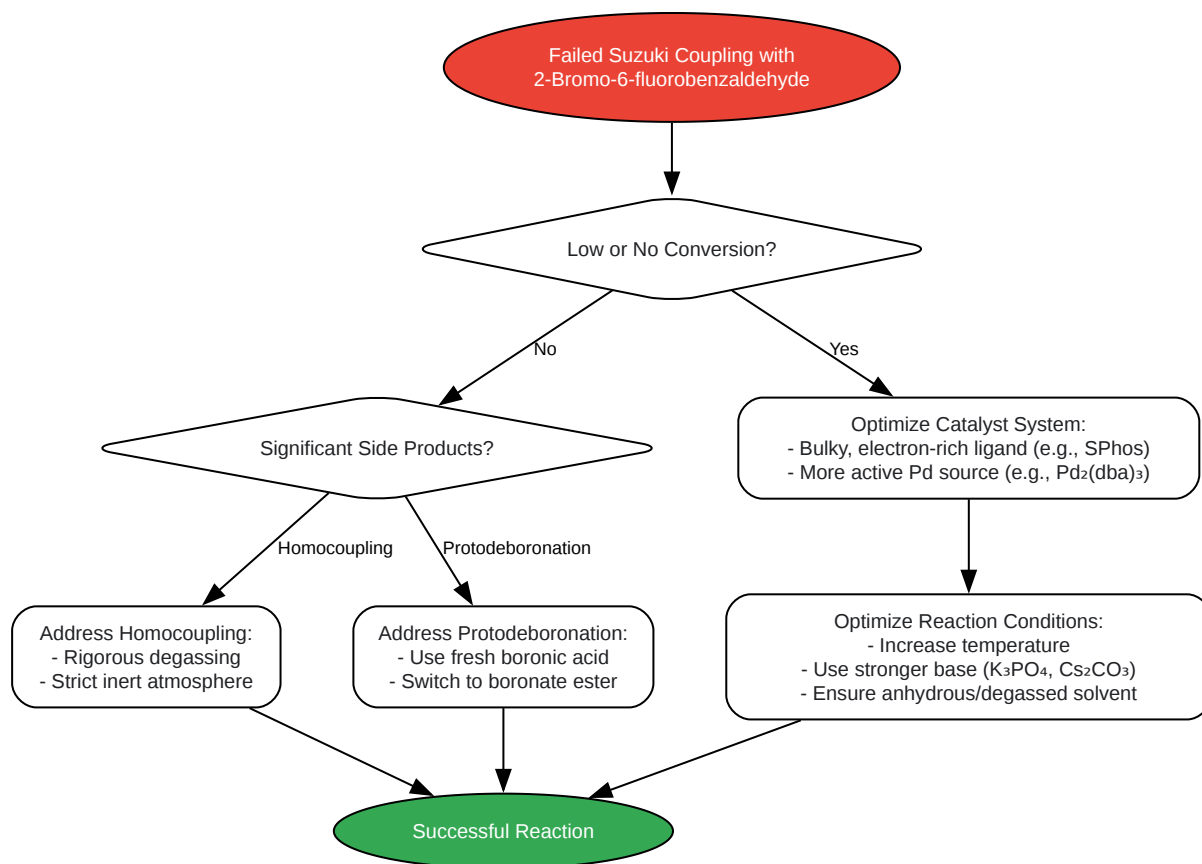 Failed Suzuki Coupling with
2-Bromo-6-fluorobenzaldehyde
Low or No Conversion?
No
Yes
Significant Side Products?
Optimize Catalyst System:
- Bulky, electron-rich ligand (e.g., SPhos)
- More active Pd source (e.g., Pd₂(dba)₃)
Homocoupling
Protodeboronation
Address Homocoupling:
- Rigorous degassing
- Strict inert atmosphere
Address Protodeboronation:
- Use fresh boronic acid
- Switch to boronate ester
Optimize Reaction Conditions:
- Increase temperature
- Use stronger base (K₃PO₄, Cs₂CO₃)
- Ensure anhydrous/degassed solvent
Successful Reaction